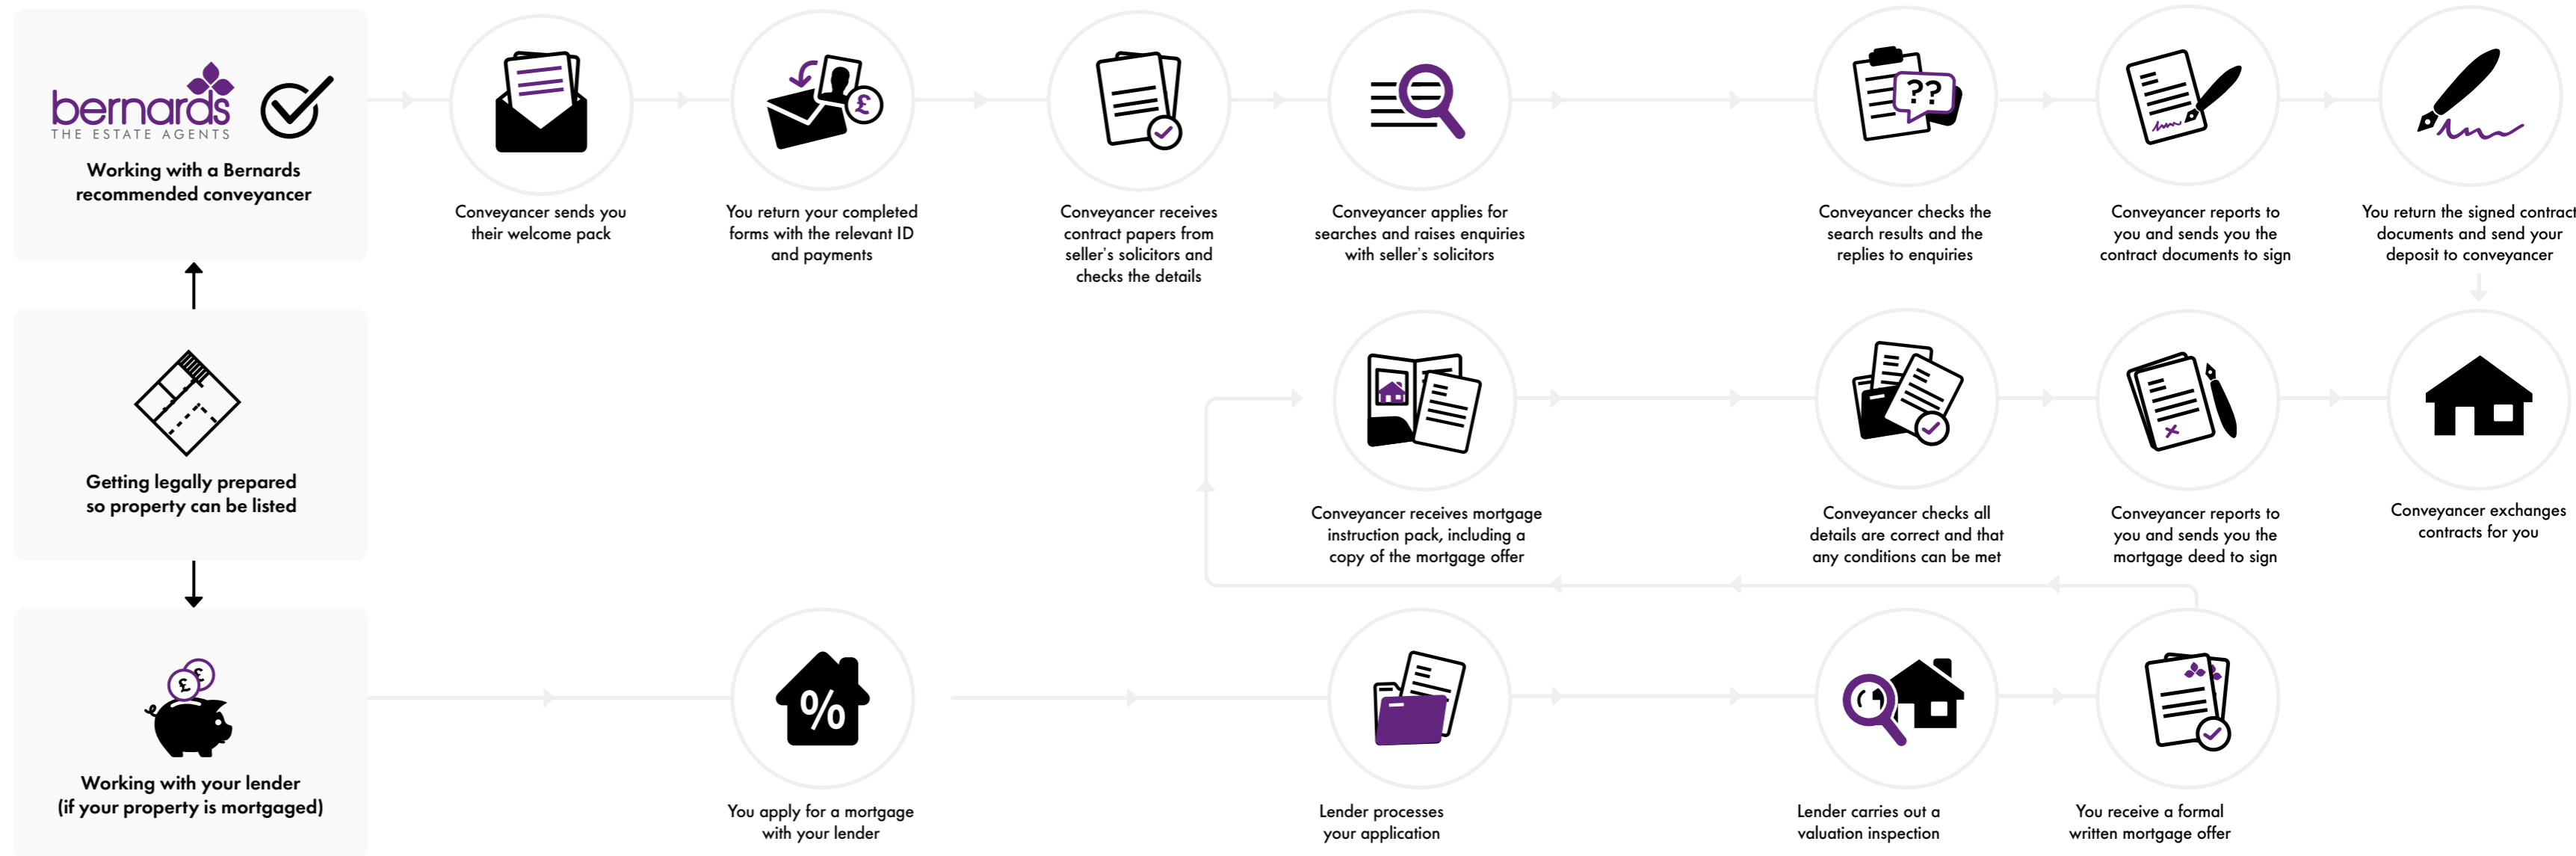 bernards
THE ESTATE AGENTS
Working with a Bernards
recommended conveyancer
Conveyancer sends you
their welcome pack
£
You return your completed
forms with the relevant ID
and payments
Conveyancer receives
contract papers from
seller's solicitors and
checks the details
Conveyancer applies for
searches and raises enquiries
with seller's solicitors
??
Conveyancer checks the
search results and the
replies to enquiries
Conveyancer reports to
you and sends you the
contract documents to sign
You return the signed contract
documents and send your
deposit to conveyancer
Getting legally prepared
so property can be listed
Conveyancer receives mortgage
instruction pack, including a
copy of the mortgage offer
Conveyancer checks all
details are correct and that
any conditions can be met
Conveyancer reports to
you and sends you the
mortgage deed to sign
Conveyancer exchanges
contracts for you
£ £
Working with your lender
(if your property is mortgaged)
%
You apply for a mortgage
with your lender
Lender processes
your application
Lender carries out a
valuation inspection
You receive a formal
written mortgage offer